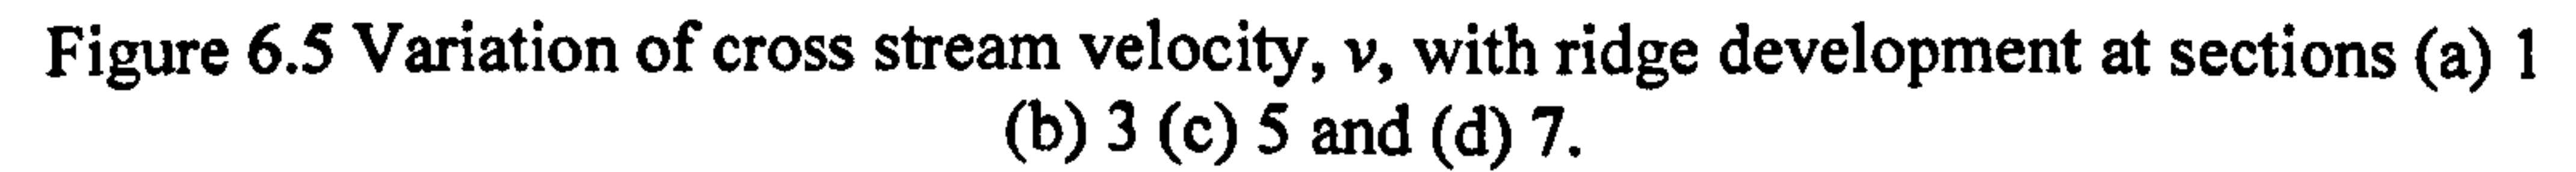 Figure 6.5 Variation of cross stream velocity, v, with ridge development at sections (a) 1
(b) 3 (c) 5 and (d) 7.